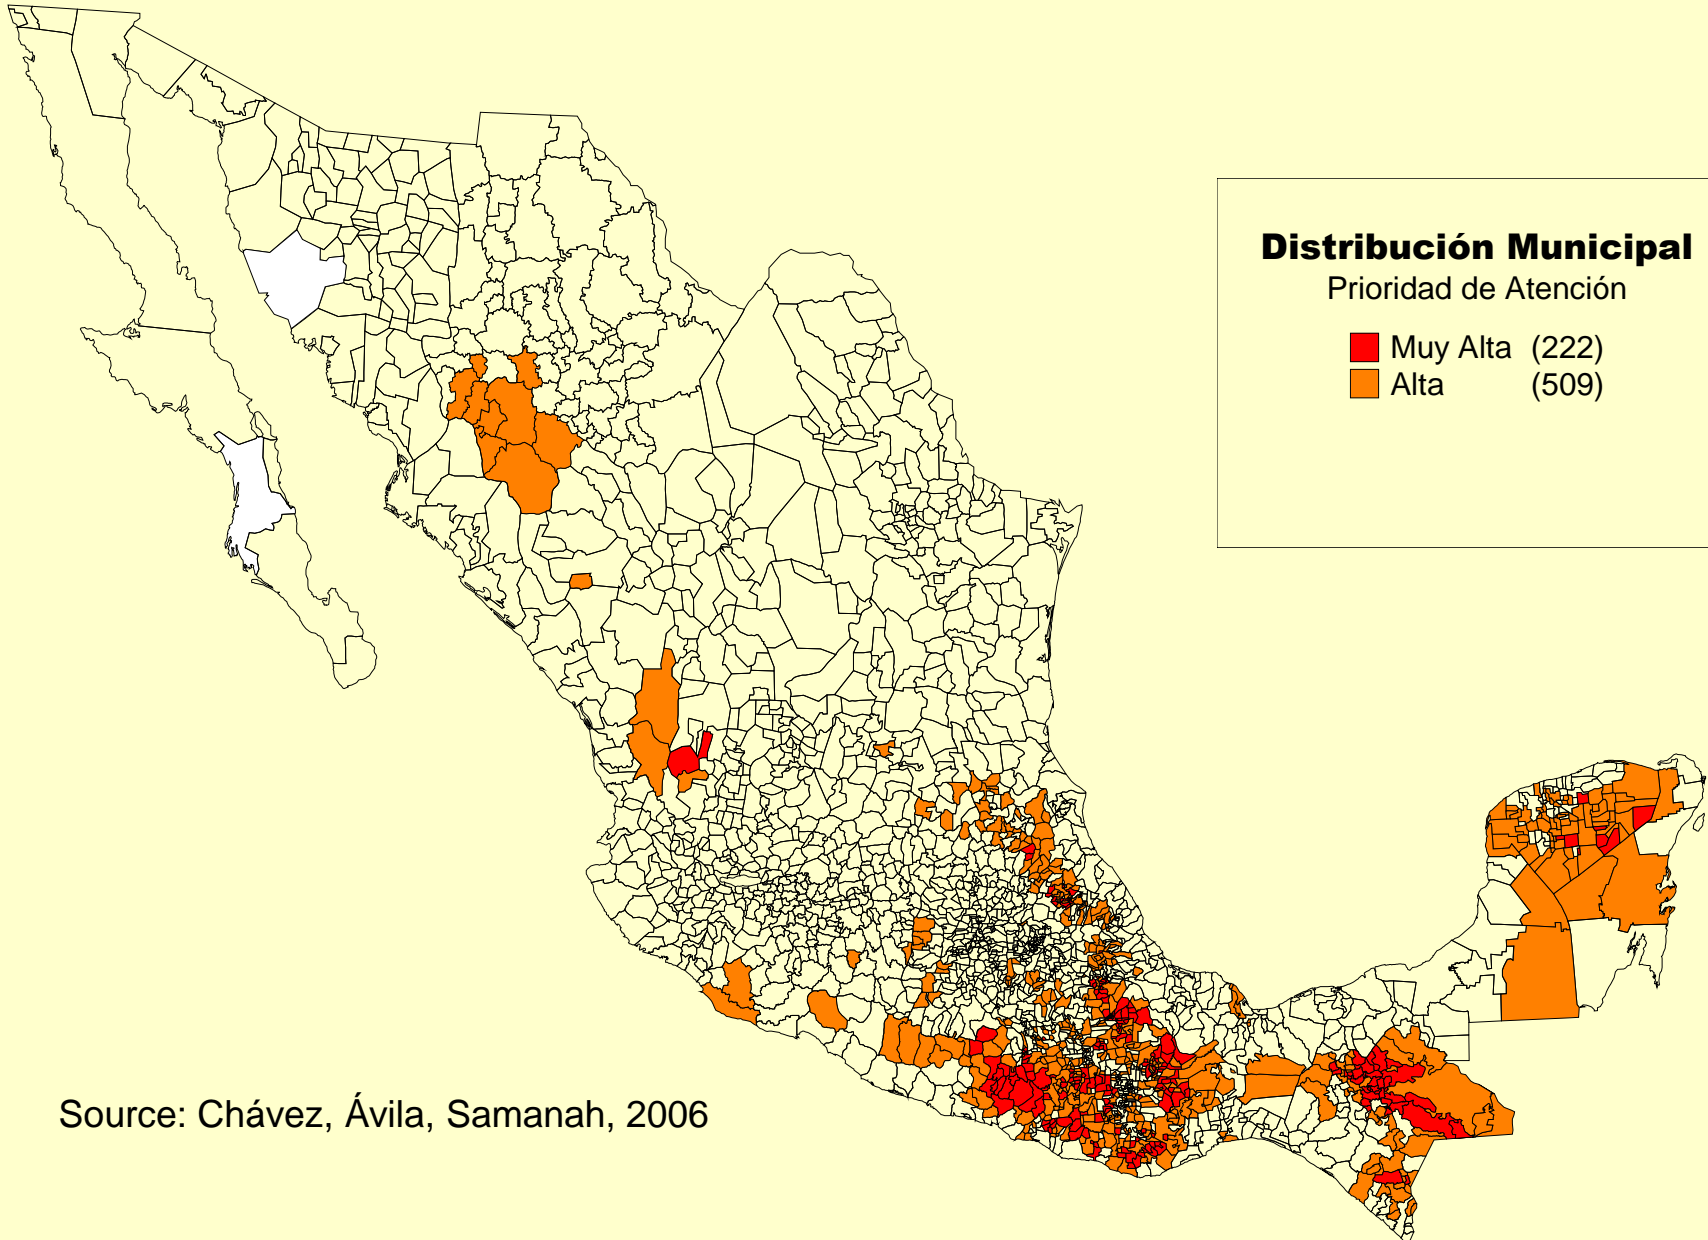 Distribución Municipal
Prioridad de Atención
Muy Alta (222)
Alta (509)
Source: Chávez, Ávila, Samanah, 2006